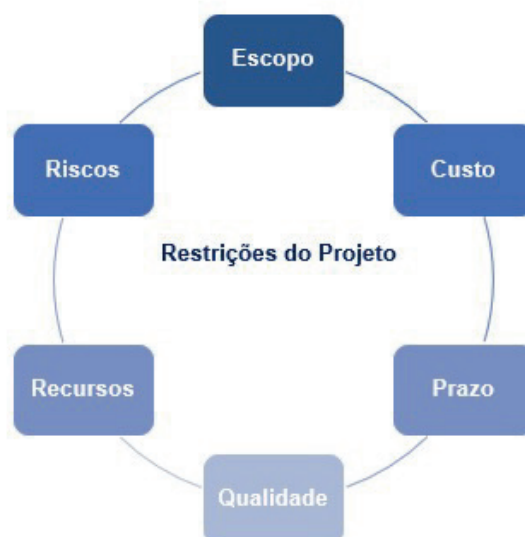 Escopo
Riscos
Custo
Restrições do Projeto
Recursos
Prazo
Qualidade